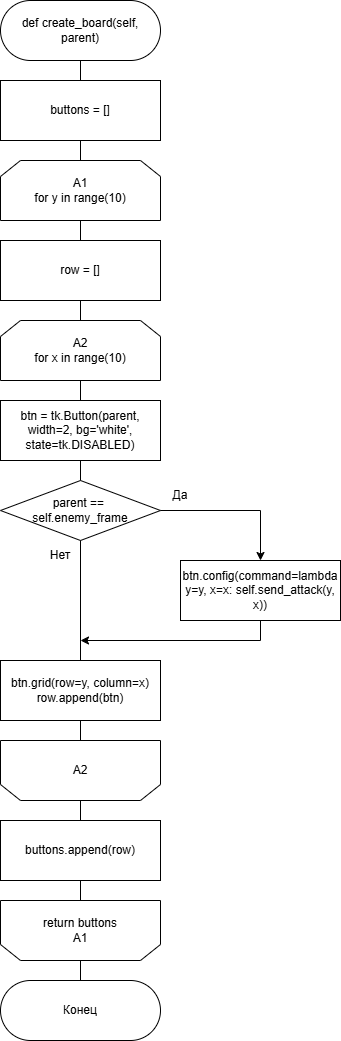 def create_board(self,
parent)
buttons = []
A1
for y in range(10)
row = []
A2
for x in range(10)
btn = tk.Button(parent,
width=2, bg='white',
state=tk.DISABLED)
parent ==
self.enemy_frame
Да
Нет
btn.config(command=lambda
y=y, x=x: self.send_attack(y,
x))
btn.grid(row=y, column=x)
row.append(btn)
A2
buttons.append(row)
return buttons
A1
Конец